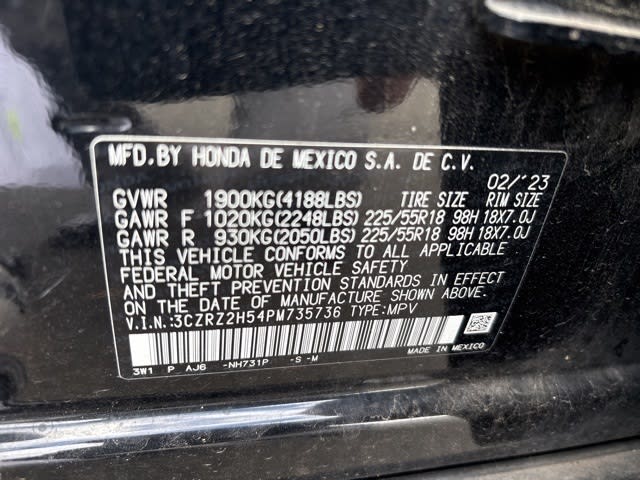 MFD. BY HONDA DE MEXICO S.A. DE C.V.
02/'23
GVWR 1900KG(4188LBS) TIRE SIZE RIM SIZE
GAWR F 1020KG(2248LBS) 225/55R18 98H 18X7.0J
GAWR R 930KG(2050LBS) 225/55R18 98H 18X7.0J
THIS VEHICLE CONFORMS TO ALL APPLICABLE
FEDERAL MOTOR VEHICLE SAFETY
AND THEFT PREVENTION STANDARDS IN EFFECT
ON THE DATE OF MANUFACTURE SHOWN ABOVE.
V.I.N.:3CZRZ2H54PM735736 TYPE:MPV
3W1 P AJ6 -NH731P -S -M
MADE IN MEXICO